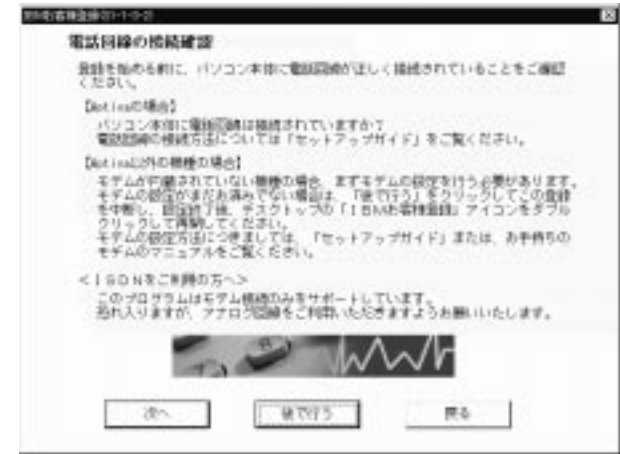 IBMお客様登録(01-1-0-2)
電話回線の接続確認
登録を始める前に、パソコン本体に電話回線が正しく接続されていることをご確認
ください。
【Aptivaの場合】
パソコン本体に電話回線は接続されていますか?
電話回線の接続方法については「セットアップガイド」をご覧ください。
【Aptiva以外の機種の場合】
モデムが内蔵されていない機種の場合、まずモデムの設定を行う必要があります。
モデムの設定がまだお済みでない場合は、「後で行う」をクリックしてこの登録
を中断し、設定終了後、デスクトップの「IBMお客様登録」アイコンをダブル
クリックして再開してください。
モデムの設定方法につきましては、「セットアップガイド」または、お手持ちの
モデムのマニュアルをご覧ください。
<ISDNをご利用の方へ>
このプログラムはモデム接続のみをサポートしています。
恐れ入りますが、アナログ回線をご利用いただきますようお願いいたします。
次へ
後で行う
戻る